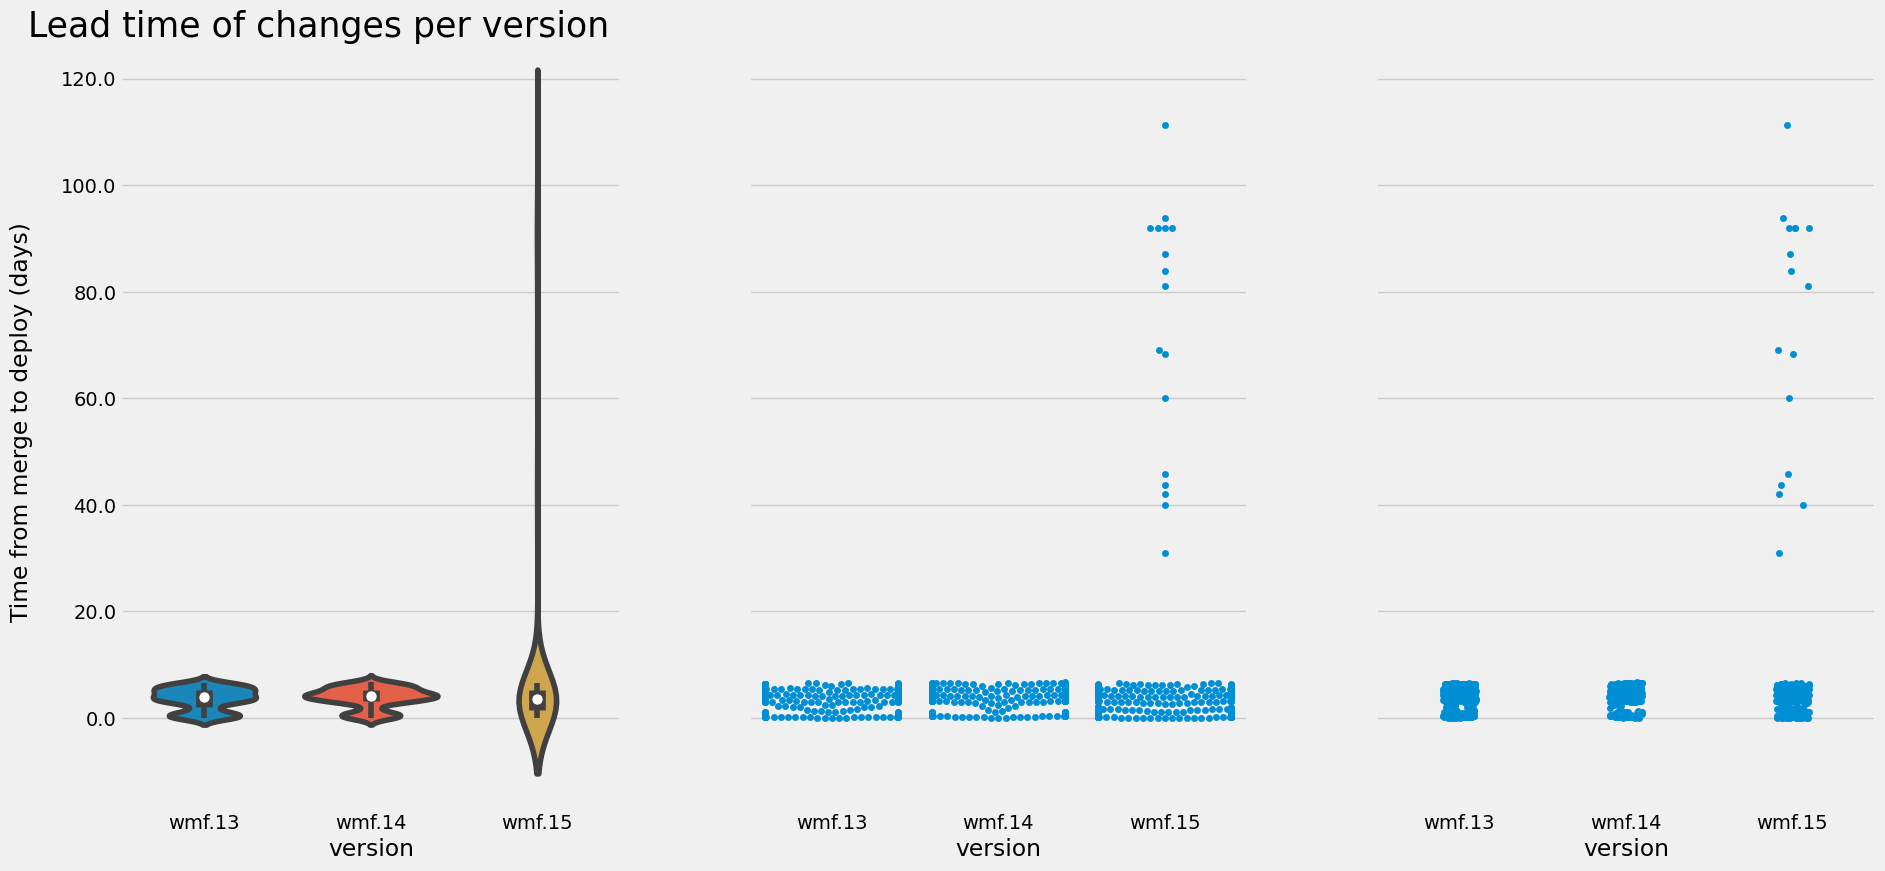 Lead time of changes per version
Time from merge to deploy (days)
120.0
100.0
80.0
60.0
40.0
20.0
0.0
wmf.13 wmf.14 wmf.15
version
wmf.13 wmf.14 wmf.15
version
wmf.13 wmf.14 wmf.15
version